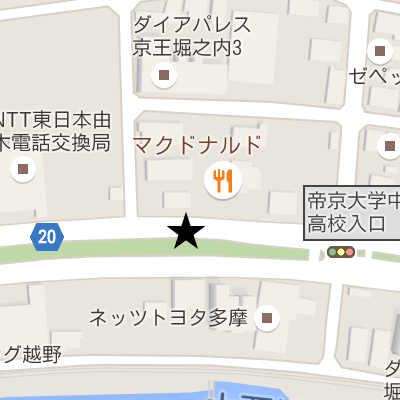 ダイアパレス
京王堀之内3
ゼペッ
NTT東日本由
木電話交換局
マクドナルド
帝京大学中
高校入口
20
ネッツトヨタ多摩
グ越野
ダ
堀